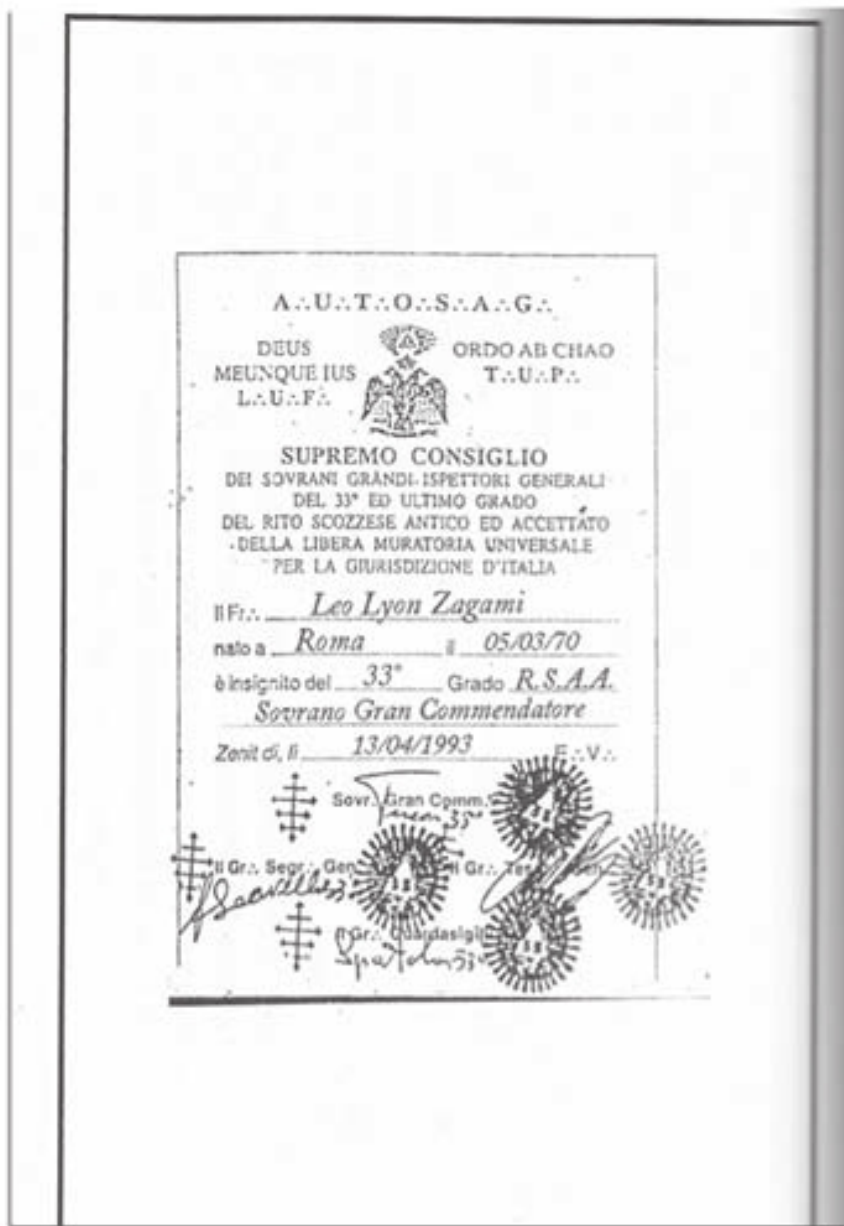 A∴U∴T∴O∴S∴A∴G∴
DEUS MEUNQUE IUS
L∴U∴F∴
ORDO AB CHAO
T∴U∴P∴
SUPREMO CONSIGLIO
DEI SOVRANI GRANDI ISPETTORI GENERALI
DEL 33° ED ULTIMO GRADO
DEL RITO SCOZZESE ANTICO ED ACCETTATO
DELLA LIBERA MURATORIA UNIVERSALE
PER LA GIURISDIZIONE D'ITALIA
Il Fr∴ Leo Lyon Zagami
nato a Roma il 05/03/70
è insignito del 33° Grado R.S.A.A.
Sovrano Gran Commendatore
Zenit di, li 13/04/1993 E∴V∴
Sovr∴ Gran Comm∴
33°
Il Gr∴ Segr∴ Gen Il Gr∴
Il Gr∴ Guardasigilli
33°